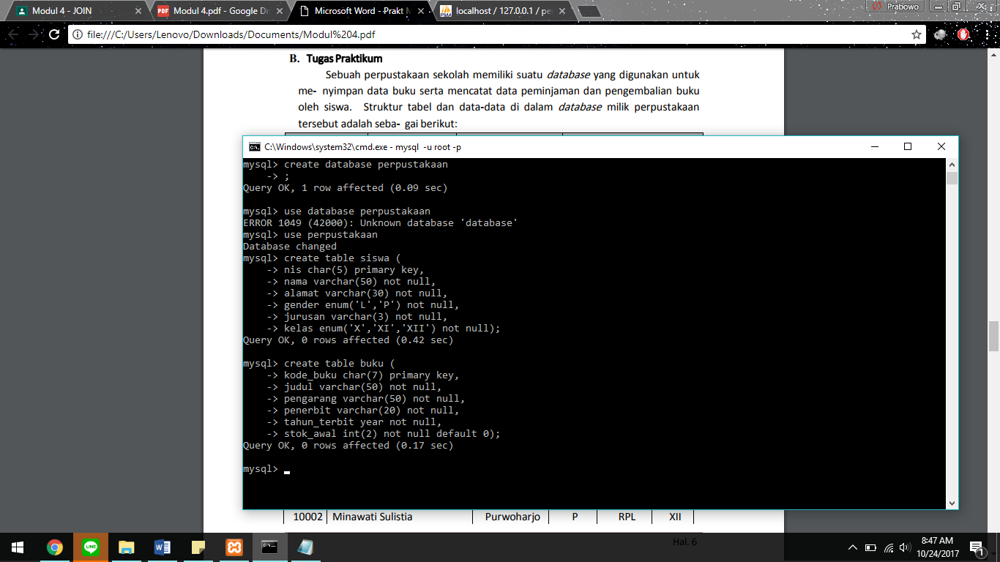 Modul 4 - JOIN
Modul 4.pdf - Google Dr
Microsoft Word - Prakt M
localhost / 127.0.0.1 / pe
Prabowo
file:///C:/Users/Lenovo/Downloads/Documents/Modul%204.pdf
B. Tugas Praktikum
Sebuah perpustakaan sekolah memiliki suatu database yang digunakan untuk
me- nyimpan data buku serta mencatat data peminjaman dan pengembalian buku
oleh siswa. Struktur tabel dan data-data di dalam database milik perpustakaan
tersebut adalah seba- gai berikut:
C:\Windows\system32\cmd.exe - mysql -u root -p
mysql> create database perpustakaan
-> ;
Query OK, 1 row affected (0.09 sec)
mysql> use database perpustakaan
ERROR 1049 (42000): Unknown database 'database'
mysql> use perpustakaan
Database changed
mysql> create table siswa (
-> nis char(5) primary key,
-> nama varchar(50) not null,
-> alamat varchar(30) not null,
-> gender enum('L','P') not null,
-> jurusan varchar(3) not null,
-> kelas enum('X','XI','XII') not null);
Query OK, 0 rows affected (0.42 sec)
mysql> create table buku (
-> kode_buku char(7) primary key,
-> judul varchar(50) not null,
-> pengarang varchar(50) not null,
-> penerbit varchar(20) not null,
-> tahun_terbit year not null,
-> stok_awal int(2) not null default 0);
Query OK, 0 rows affected (0.17 sec)
mysql>
10002 Minawati Sulistia Purwoharjo P RPL XII
Hal. 6
8:47 AM
10/24/2017